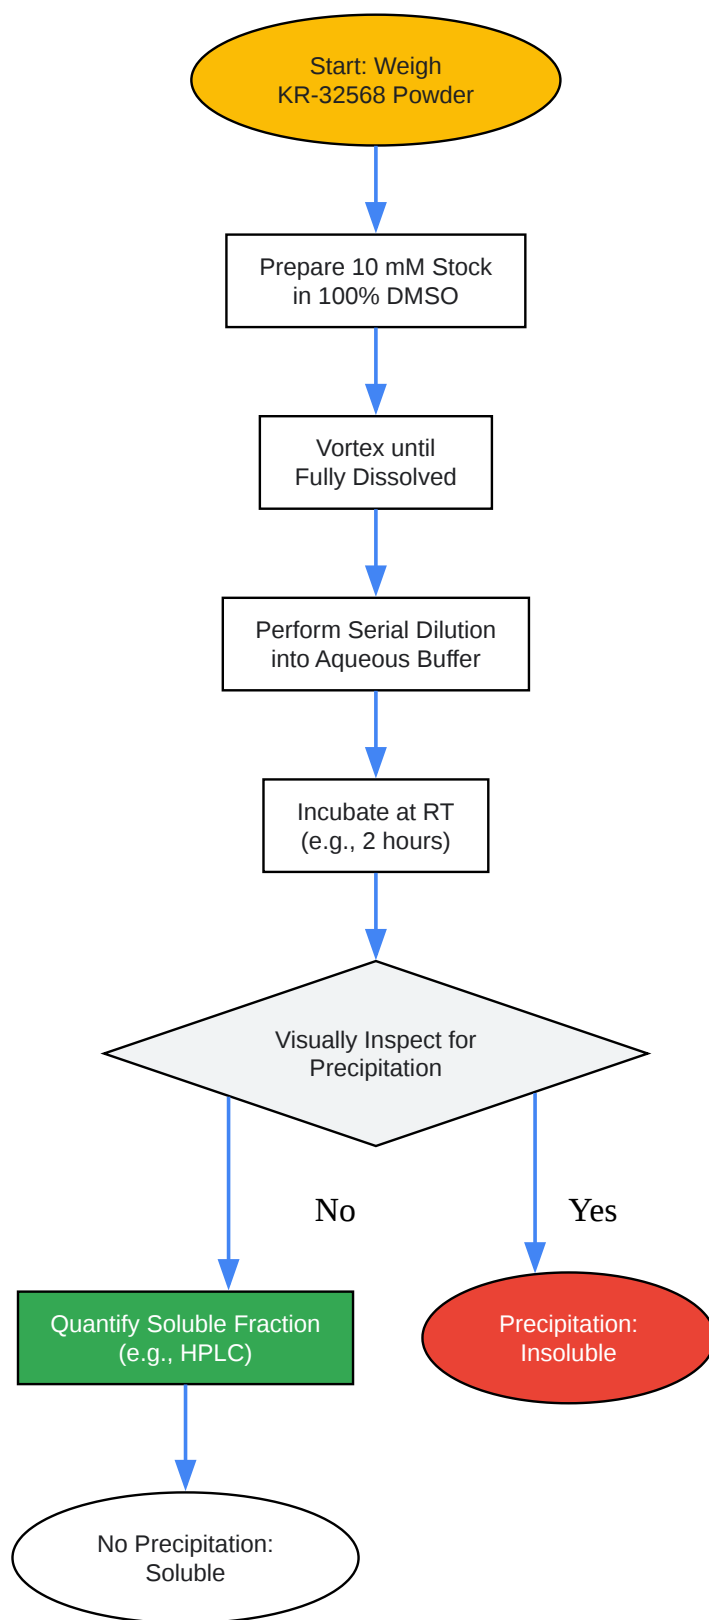 Start: Weigh
KR-32568 Powder
Prepare 10 mM Stock
in 100% DMSO
Vortex until
Fully Dissolved
Perform Serial Dilution
into Aqueous Buffer
Incubate at RT
(e.g., 2 hours)
Visually Inspect for
Precipitation
No
Yes
Quantify Soluble Fraction
(e.g., HPLC)
Precipitation:
Insoluble
No Precipitation:
Soluble